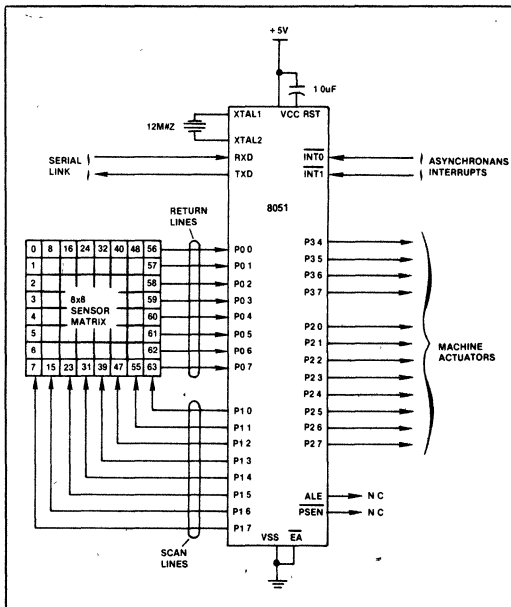 + 5V
1 0uF
XTAL1
VCC RST
12M#Z
XTAL2
SERIAL
LINK
RXD
TXD
INT0
INT1
ASYNCHRONANS
INTERRUPTS
8051
RETURN
LINES
0 8 16 24 32 40 48 56
1 57
2 58
3 59
4 60
5 61
6 62
7 15 23 31 39 47 55 63
8x8
SENSOR
MATRIX
P0 0
P0 1
P0 2
P0 3
P0 4
P0 5
P0 6
P0 7
P1 0
P1 1
P1 2
P1 3
P1 4
P1 5
P1 6
P1 7
SCAN
LINES
P3 4
P3 5
P3 6
P3 7
P2 0
P2 1
P2 2
P2 3
P2 4
P2 5
P2 6
P2 7
MACHINE
ACTUATORS
ALE
N C
PSEN
N C
VSS EA